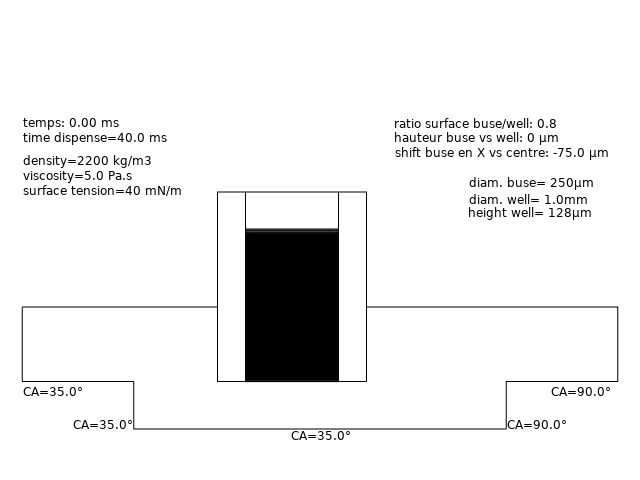 temps: 0.00 ms
time dispense=40.0 ms
density=2200 kg/m3
viscosity=5.0 Pa.s
surface tension=40 mN/m
ratio surface buse/well: 0.8
hauteur buse vs well: 0 µm
shift buse en X vs centre: -75.0 µm
diam. buse= 250µm
diam. well= 1.0mm
height well= 128µm
CA=35.0°
CA=90.0°
CA=35.0°
CA=90.0°
CA=35.0°